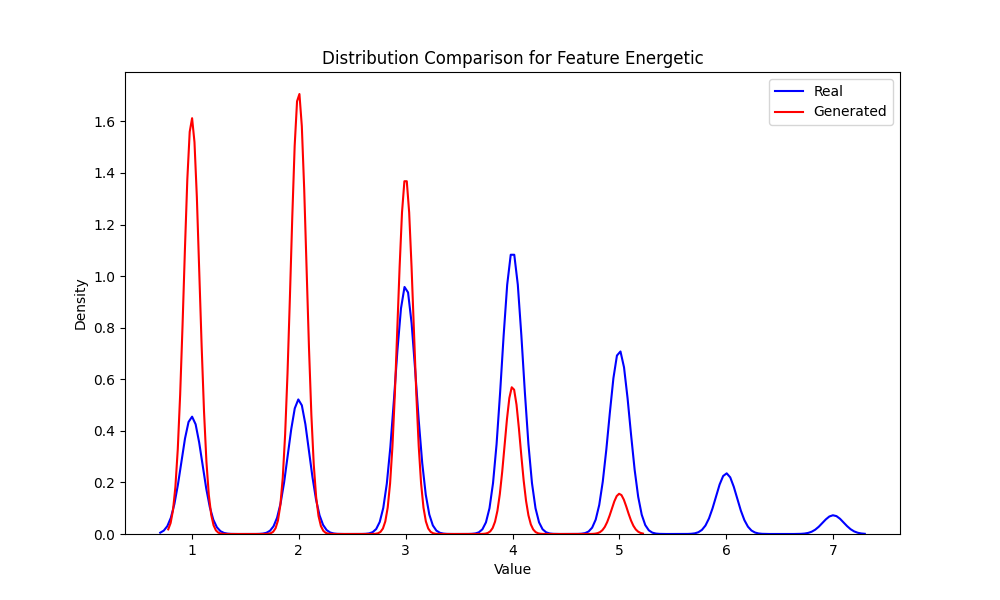 Distribution Comparison for Feature Energetic
Real
Generated
1.6
1.4
1.2
1.0
0.8
0.6
0.4
0.2
0.0
Density
1 2 3 4 5 6 7
Value